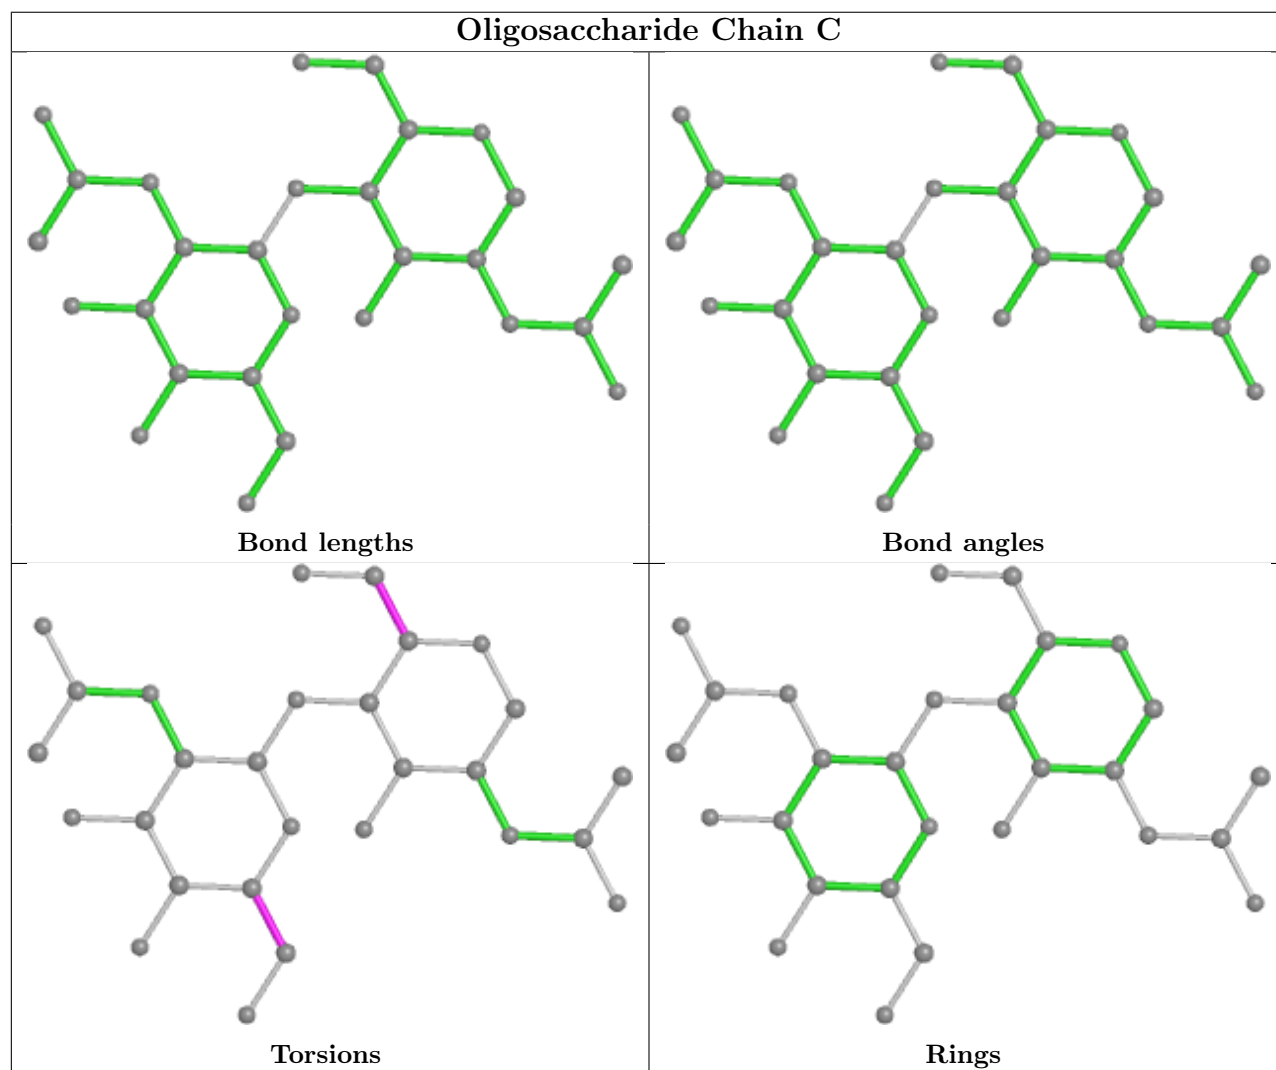 Oligosaccharide Chain C
Bond lengths
Bond angles
Torsions
Rings